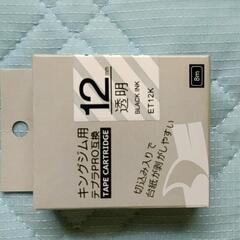 12mm
透明
BLACK INK
ET12K
8m
キングジム用
テプラPRO互換
TAPE CARTRIDGE
切込み入りで
台紙が剥がしやすい